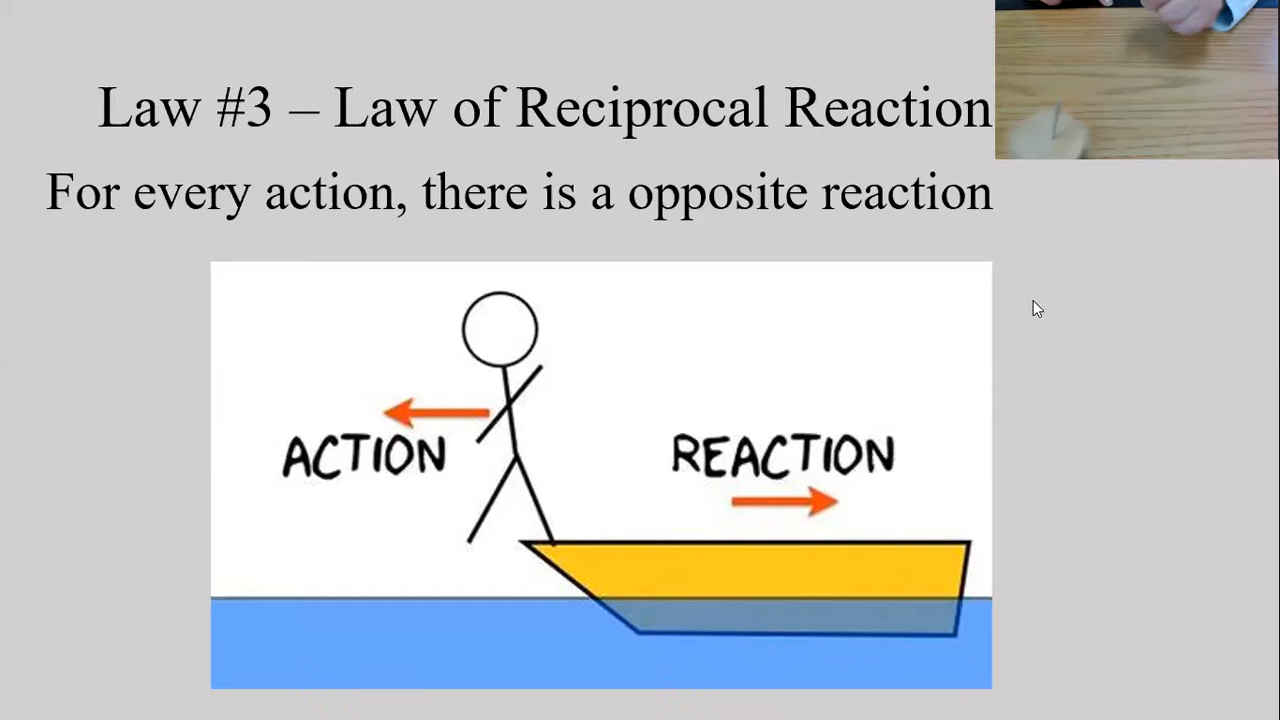 Law #3 – Law of Reciprocal Reaction
For every action, there is a opposite reaction
ACTION
REACTION